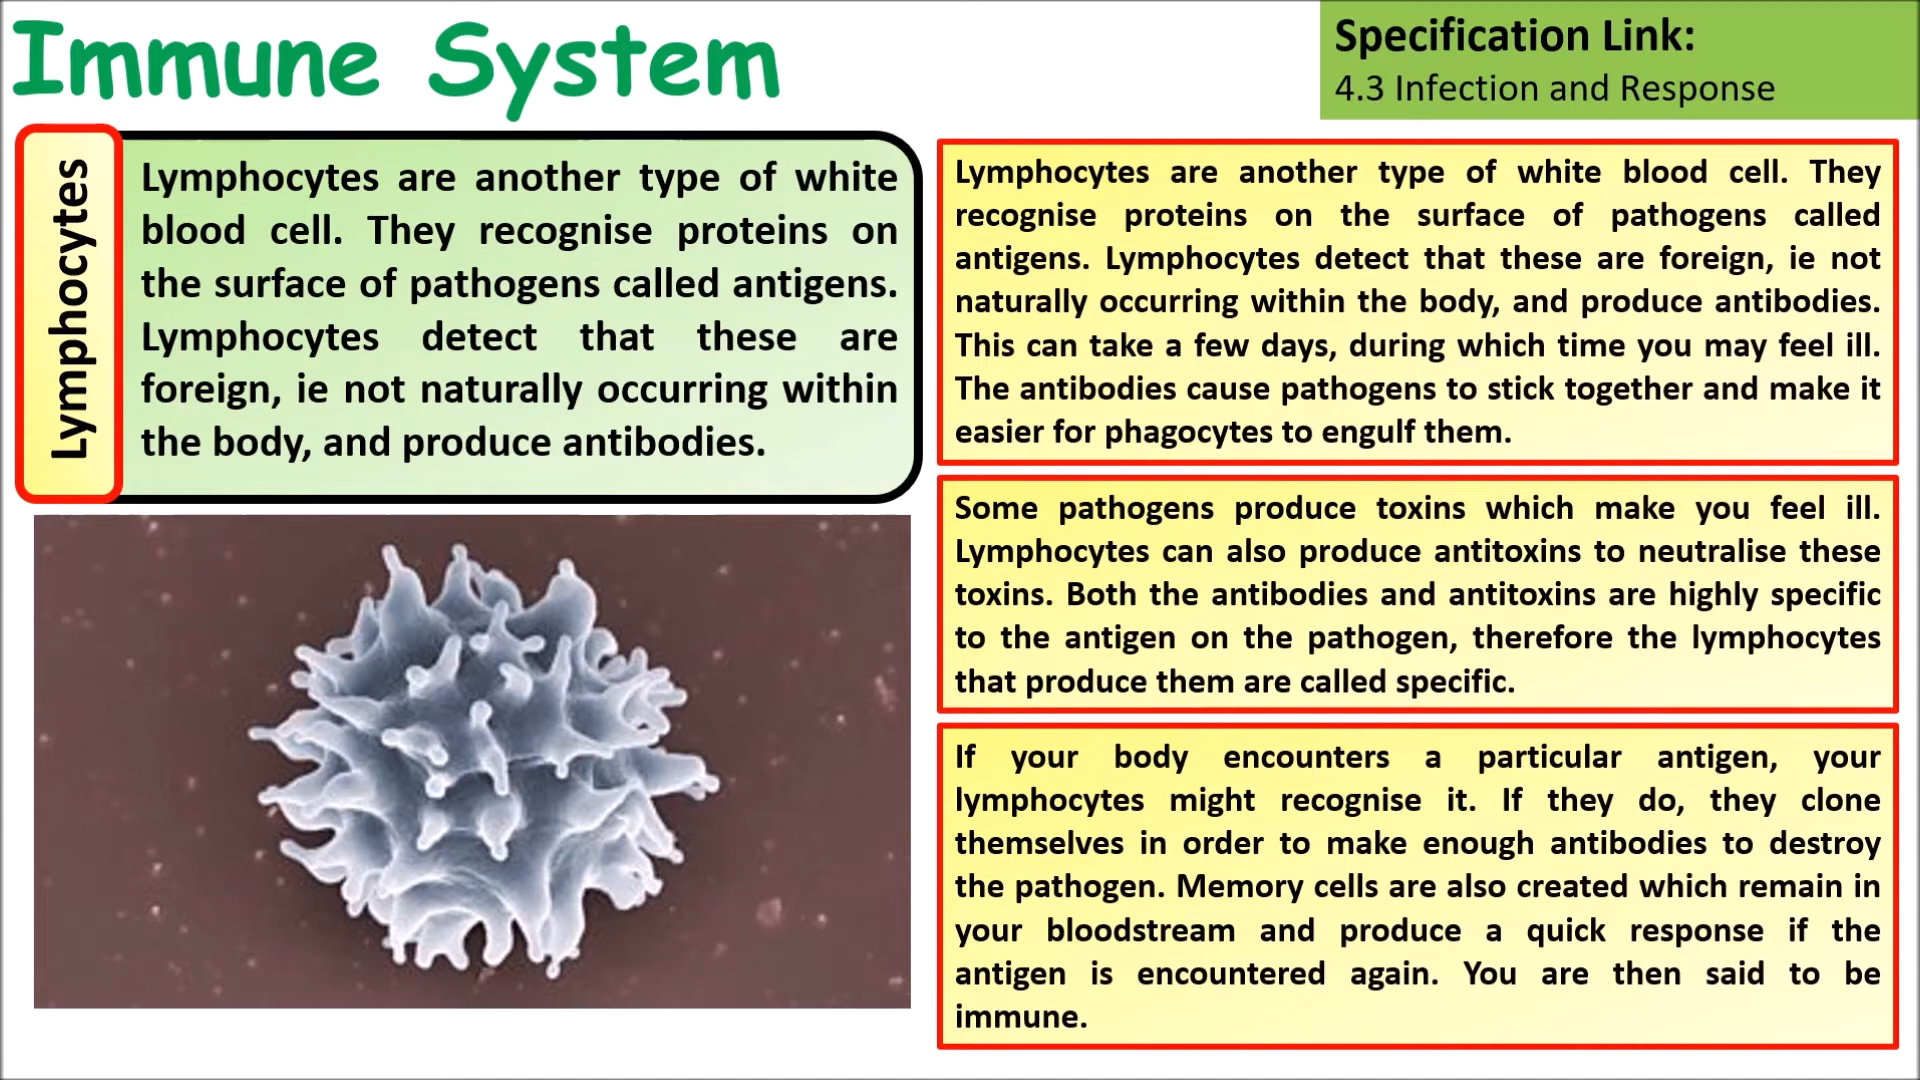 Immune System
Specification Link:
4.3 Infection and Response
Lymphocytes
Lymphocytes are another type of white
blood cell. They recognise proteins on
the surface of pathogens called antigens.
Lymphocytes detect that these are
foreign, ie not naturally occurring within
the body, and produce antibodies.
Lymphocytes are another type of white blood cell. They
recognise proteins on the surface of pathogens called
antigens. Lymphocytes detect that these are foreign, ie not
naturally occurring within the body, and produce antibodies.
This can take a few days, during which time you may feel ill.
The antibodies cause pathogens to stick together and make it
easier for phagocytes to engulf them.
Some pathogens produce toxins which make you feel ill.
Lymphocytes can also produce antitoxins to neutralise these
toxins. Both the antibodies and antitoxins are highly specific
to the antigen on the pathogen, therefore the lymphocytes
that produce them are called specific.
If your body encounters a particular antigen, your
lymphocytes might recognise it. If they do, they clone
themselves in order to make enough antibodies to destroy
the pathogen. Memory cells are also created which remain in
your bloodstream and produce a quick response if the
antigen is encountered again. You are then said to be
immune.